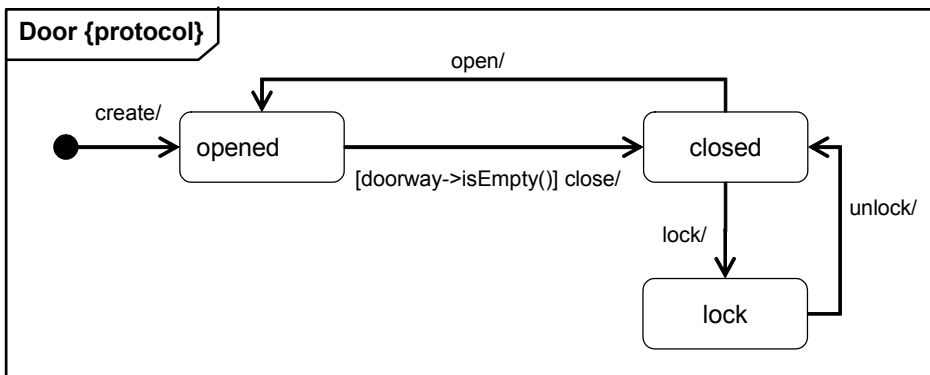 Door {protocol}
open/
create/
opened
closed
[doorway->isEmpty()] close/
unlock/
lock/
lock